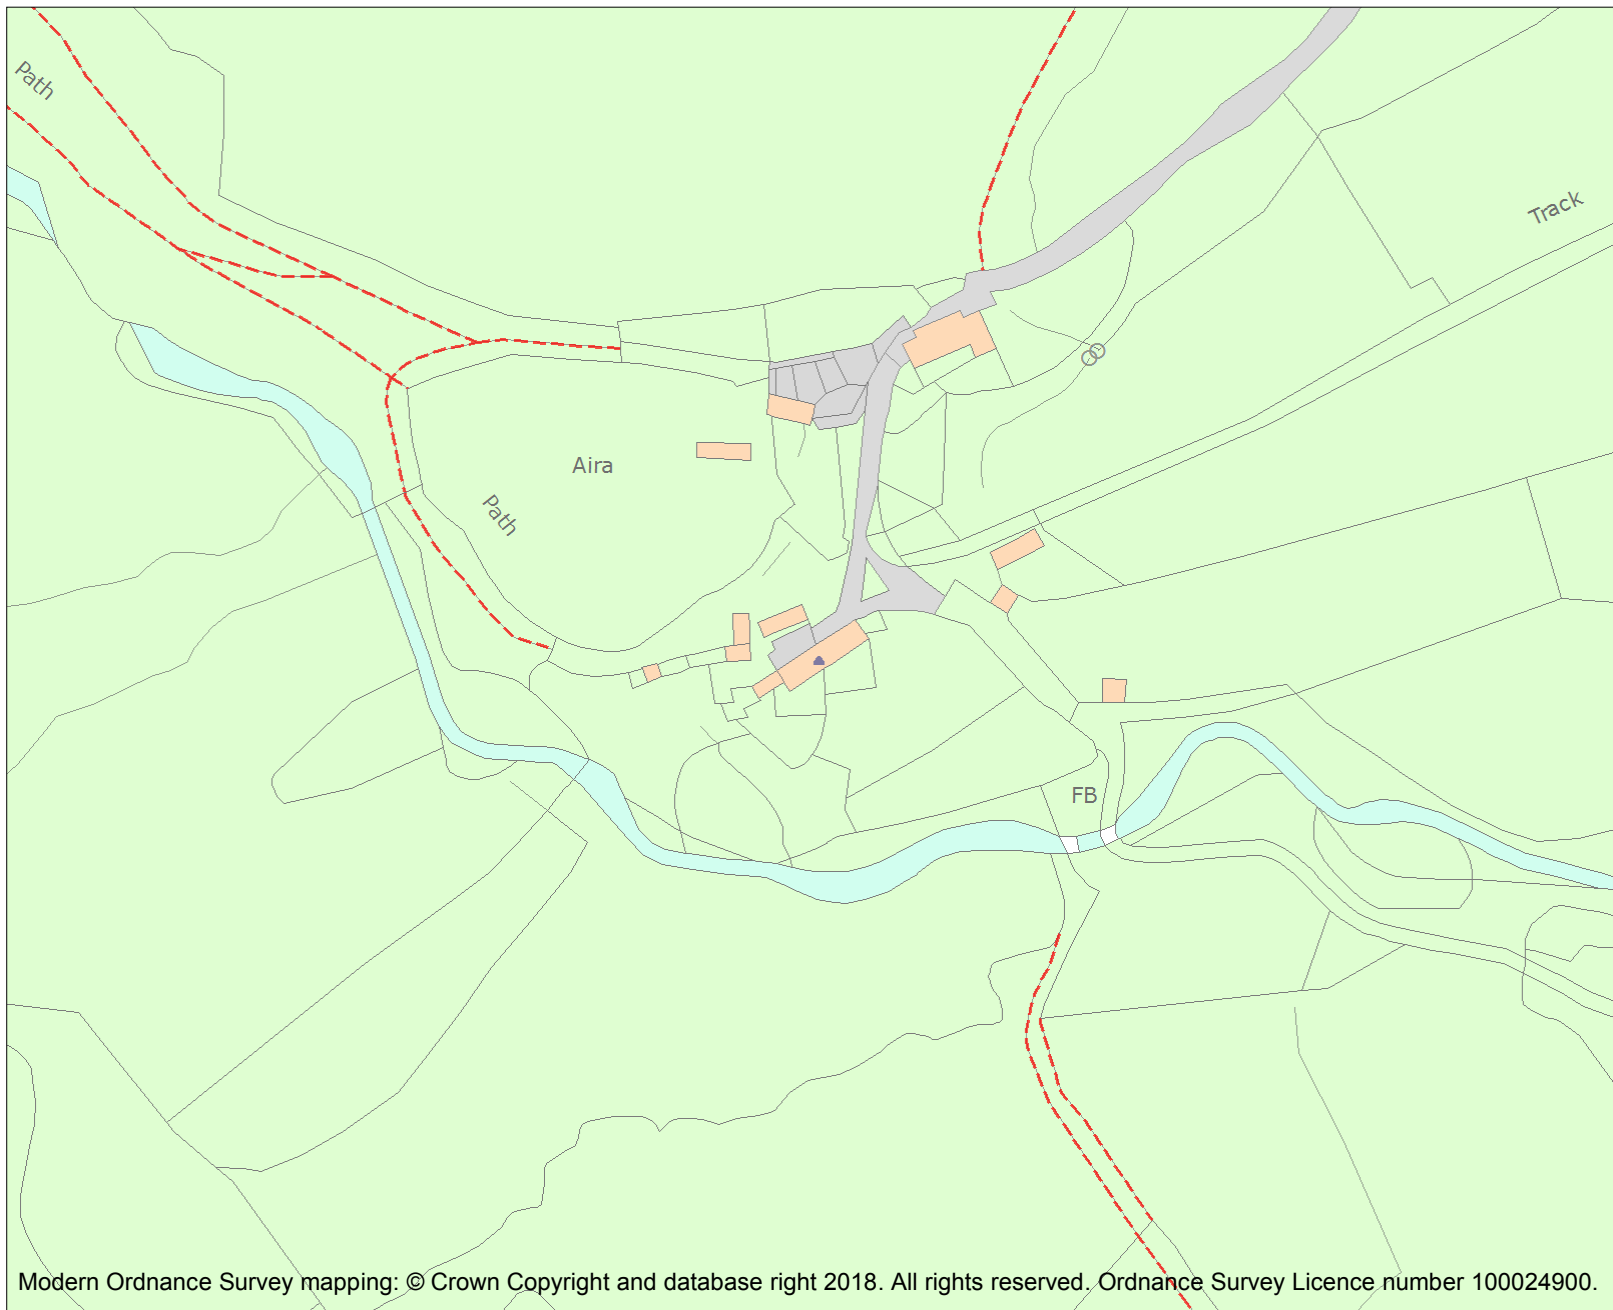 Path
Track
Aira
Path
FB
Modern Ordnance Survey mapping: © Crown Copyright and database right 2018. All rights reserved. Ordnance Survey Licence number 100024900.